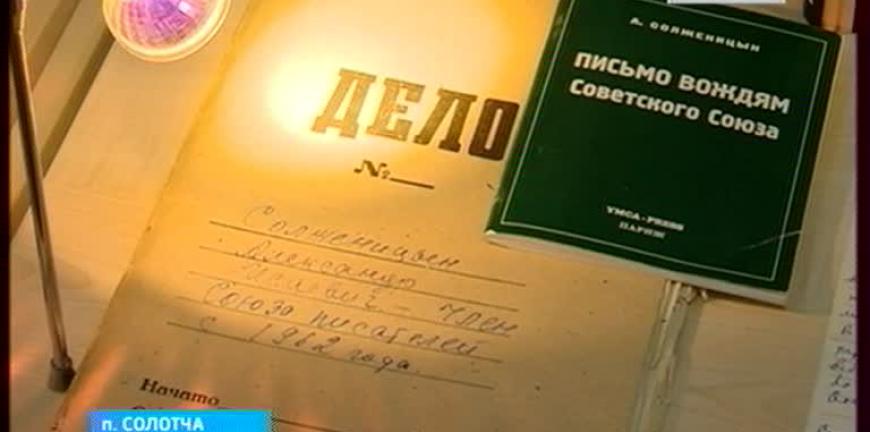 А. СОЛЖЕНИЦЫН
ПИСЬМО ВОЖДЯМ
Советского Союза
YMCA-PRESS
ПАРИЖ
ДЕЛО
№
Солженицын
Александр
Исаевич – член
Союза писателей
с 1962 года.
Начато
п. СОЛОТЧА